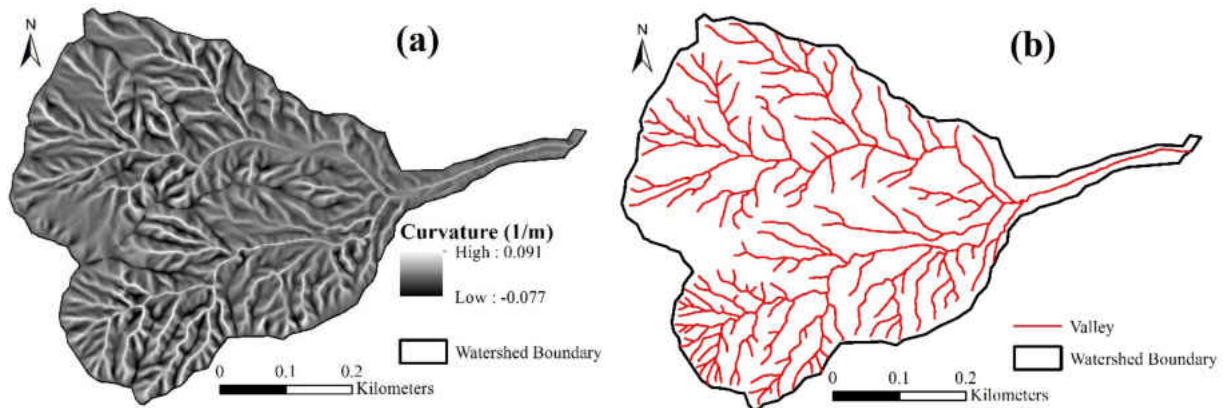 N
(a)
Curvature (1/m)
High : 0.091
Low : -0.077
Watershed Boundary
0 0.1 0.2
Kilometers
N
(b)
Valley
Watershed Boundary
0 0.1 0.2
Kilometers